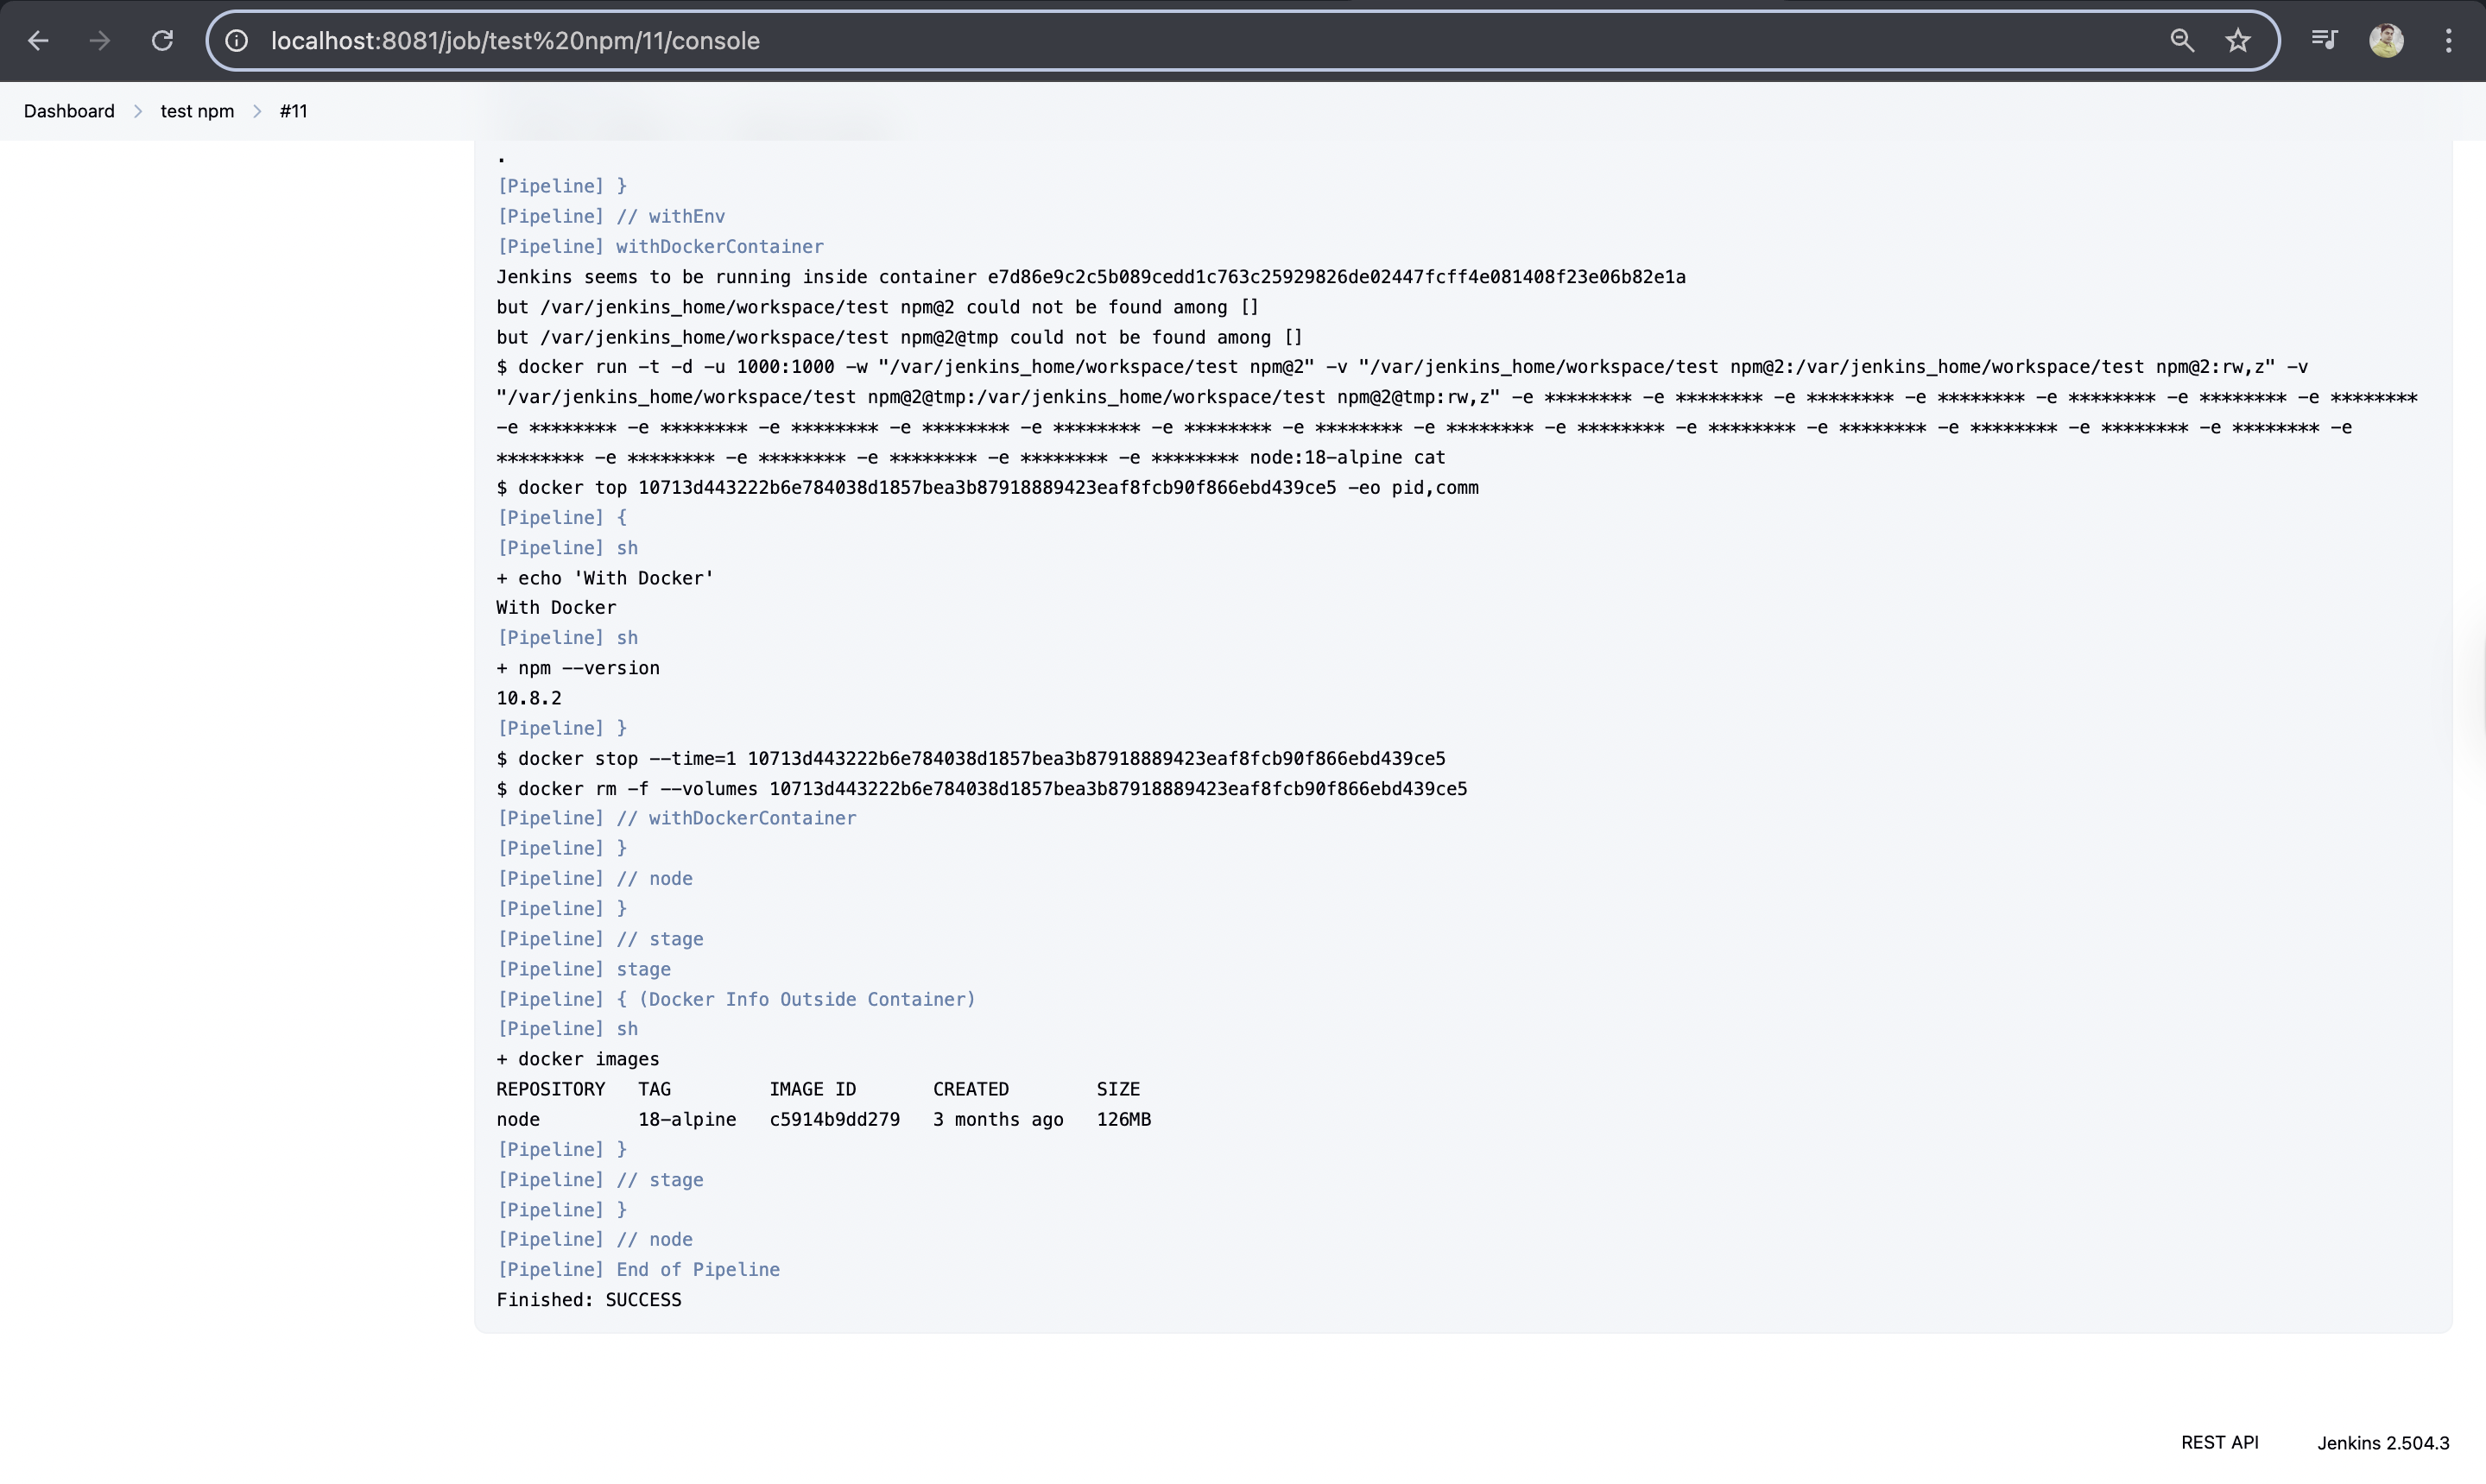 localhost:8081/job/test%20npm/11/console
Dashboard > test npm > #11
.
[Pipeline] }
[Pipeline] // withEnv
[Pipeline] withDockerContainer
Jenkins seems to be running inside container e7d86e9c2c5b089cedd1c763c25929826de02447fcff4e081408f23e06b82e1a
but /var/jenkins_home/workspace/test npm@2 could not be found among []
but /var/jenkins_home/workspace/test npm@2@tmp could not be found among []
$ docker run -t -d -u 1000:1000 -w "/var/jenkins_home/workspace/test npm@2" -v "/var/jenkins_home/workspace/test npm@2:/var/jenkins_home/workspace/test npm@2:rw,z" -v
"/var/jenkins_home/workspace/test npm@2@tmp:/var/jenkins_home/workspace/test npm@2@tmp:rw,z" -e ******** -e ******** -e ******** -e ******** -e ******** -e ******** -e ********
-e ******** -e ******** -e ******** -e ******** -e ******** -e ******** -e ******** -e ******** -e ******** -e ******** -e ******** -e ******** -e ******** -e ******** -e
******** -e ******** -e ******** -e ******** -e ******** -e ******** node:18-alpine cat
$ docker top 10713d443222b6e784038d1857bea3b87918889423eaf8fcb90f866ebd439ce5 -eo pid,comm
[Pipeline] {
[Pipeline] sh
+ echo 'With Docker'
With Docker
[Pipeline] sh
+ npm --version
10.8.2
[Pipeline] }
$ docker stop --time=1 10713d443222b6e784038d1857bea3b87918889423eaf8fcb90f866ebd439ce5
$ docker rm -f --volumes 10713d443222b6e784038d1857bea3b87918889423eaf8fcb90f866ebd439ce5
[Pipeline] // withDockerContainer
[Pipeline] }
[Pipeline] // node
[Pipeline] }
[Pipeline] // stage
[Pipeline] stage
[Pipeline] { (Docker Info Outside Container)
[Pipeline] sh
+ docker images
REPOSITORY   TAG         IMAGE ID       CREATED        SIZE
node         18-alpine   c5914b9dd279   3 months ago   126MB
[Pipeline] }
[Pipeline] // stage
[Pipeline] }
[Pipeline] // node
[Pipeline] End of Pipeline
Finished: SUCCESS
REST API   Jenkins 2.504.3